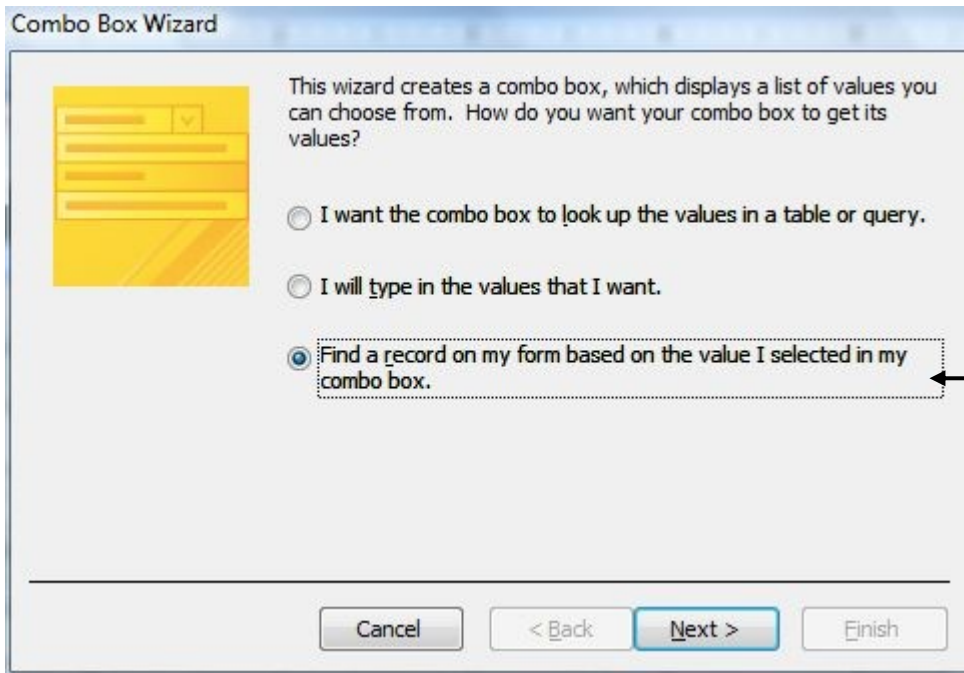 Combo Box Wizard
This wizard creates a combo box, which displays a list of values you
can choose from. How do you want your combo box to get its
values?
I want the combo box to look up the values in a table or query.
I will type in the values that I want.
Find a record on my form based on the value I selected in my
combo box.
Cancel < Back Next > Finish